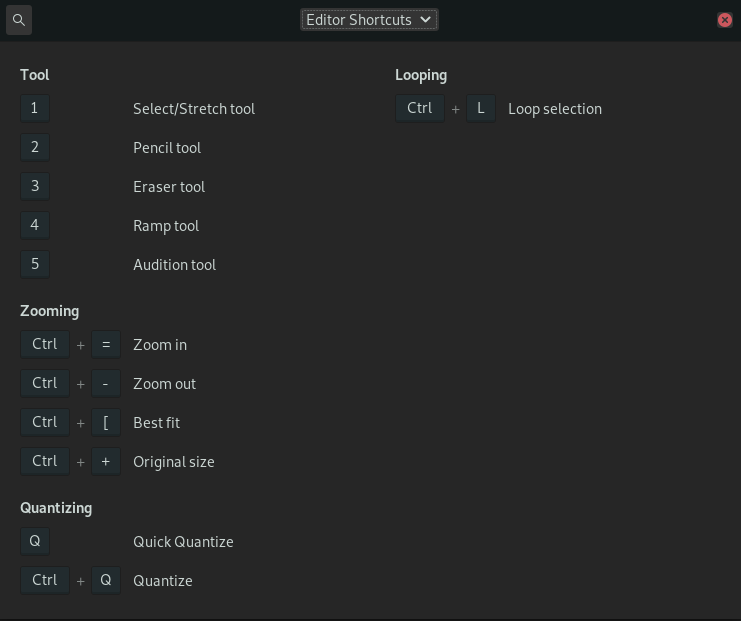 Editor Shortcuts
Tool
1 Select/Stretch tool
2 Pencil tool
3 Eraser tool
4 Ramp tool
5 Audition tool
Zooming
Ctrl + = Zoom in
Ctrl + - Zoom out
Ctrl + [ Best fit
Ctrl + + Original size
Quantizing
Q Quick Quantize
Ctrl + Q Quantize
Looping
Ctrl + L Loop selection